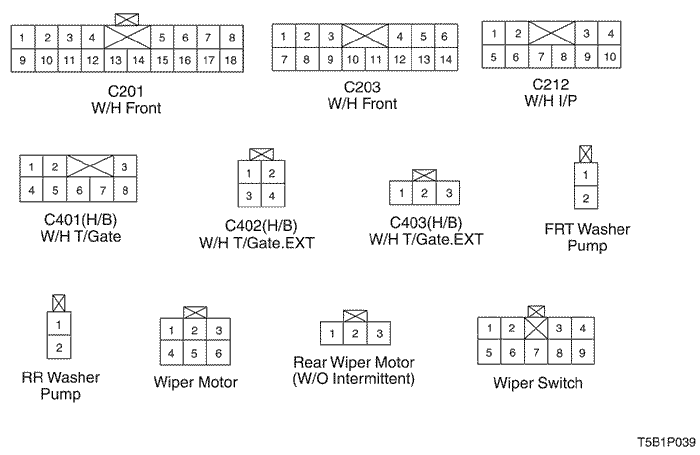 1 2 3 4 5 6 7 8
9 10 11 12 13 14 15 16 17 18
C201
W/H Front
1 2 3 4 5 6
7 8 9 10 11 12 13 14
C203
W/H Front
1 2 3 4
5 6 7 8 9 10
C212
W/H I/P
1 2 3
4 5 6 7 8
C401(H/B)
W/H T/Gate
1 2
3 4
C402(H/B)
W/H T/Gate.EXT
1 2 3
C403(H/B)
W/H T/Gate.EXT
1
2
FRT Washer
Pump
1
2
RR Washer
Pump
1 2 3
4 5 6
Wiper Motor
1 2 3
Rear Wiper Motor
(W/O Intermittent)
1 2 3 4
5 6 7 8 9
Wiper Switch
T5B1P039